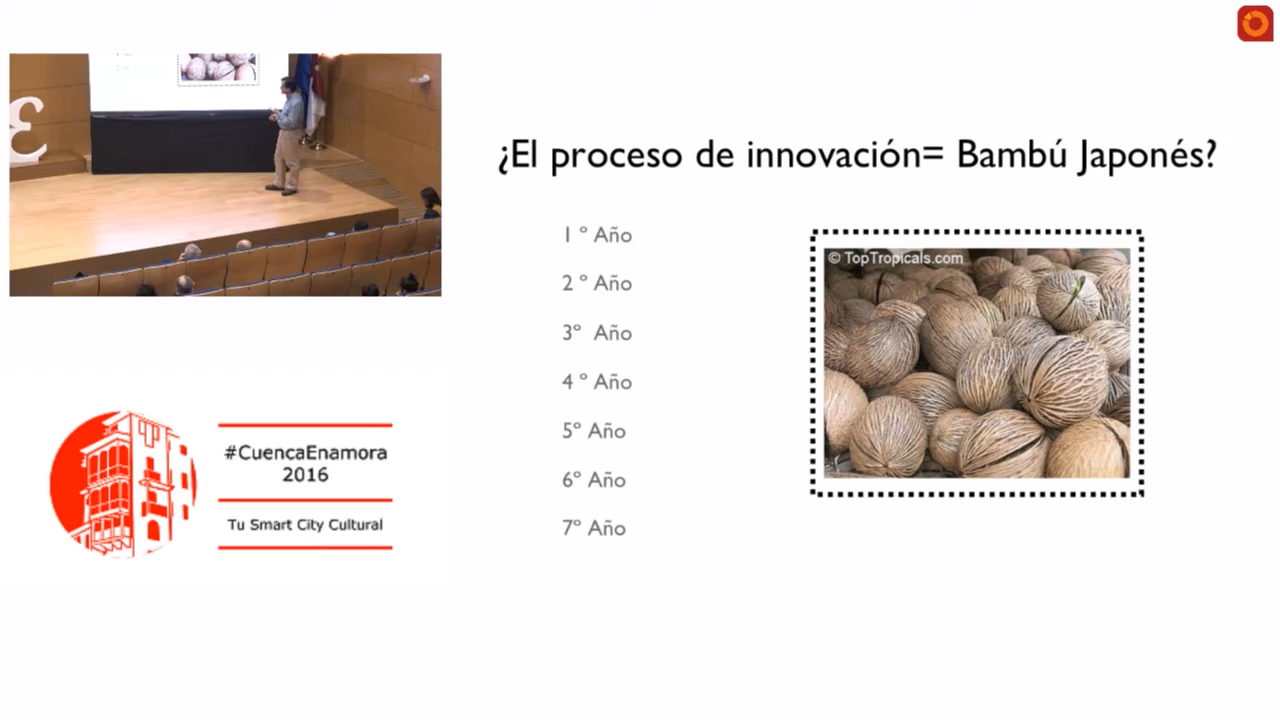 ¿El proceso de innovación= Bambú Japonés?
1 º Año
2 º Año
3º Año
4 º Año
5º Año
6º Año
7º Año
© TopTropicals.com
#CuencaEnamora
2016
Tu Smart City Cultural